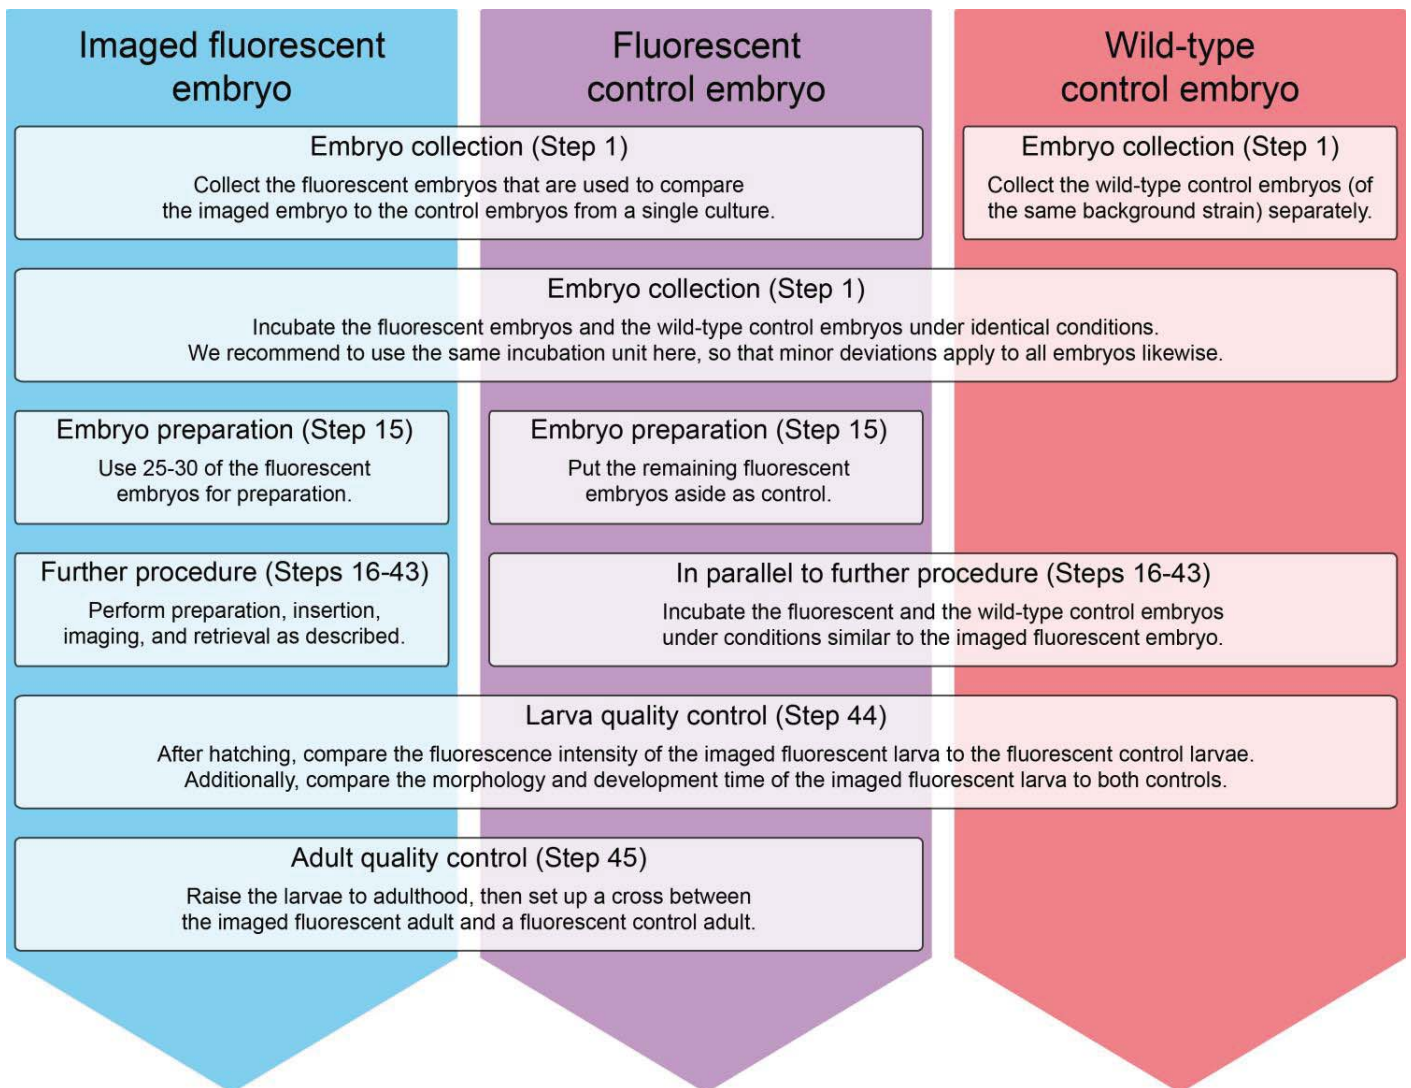 Imaged fluorescent
embryo
Fluorescent
control embryo
Wild-type
control embryo
Embryo collection (Step 1)
Collect the fluorescent embryos that are used to compare
the imaged embryo to the control embryos from a single culture.
Embryo collection (Step 1)
Collect the wild-type control embryos (of
the same background strain) separately.
Embryo collection (Step 1)
Incubate the fluorescent embryos and the wild-type control embryos under identical conditions.
We recommend to use the same incubation unit here, so that minor deviations apply to all embryos likewise.
Embryo preparation (Step 15)
Use 25-30 of the fluorescent
embryos for preparation.
Embryo preparation (Step 15)
Put the remaining fluorescent
embryos aside as control.
Further procedure (Steps 16-43)
Perform preparation, insertion,
imaging, and retrieval as described.
In parallel to further procedure (Steps 16-43)
Incubate the fluorescent and the wild-type control embryos
under conditions similar to the imaged fluorescent embryo.
Larva quality control (Step 44)
After hatching, compare the fluorescence intensity of the imaged fluorescent larva to the fluorescent control larvae.
Additionally, compare the morphology and development time of the imaged fluorescent larva to both controls.
Adult quality control (Step 45)
Raise the larvae to adulthood, then set up a cross between
the imaged fluorescent adult and a fluorescent control adult.